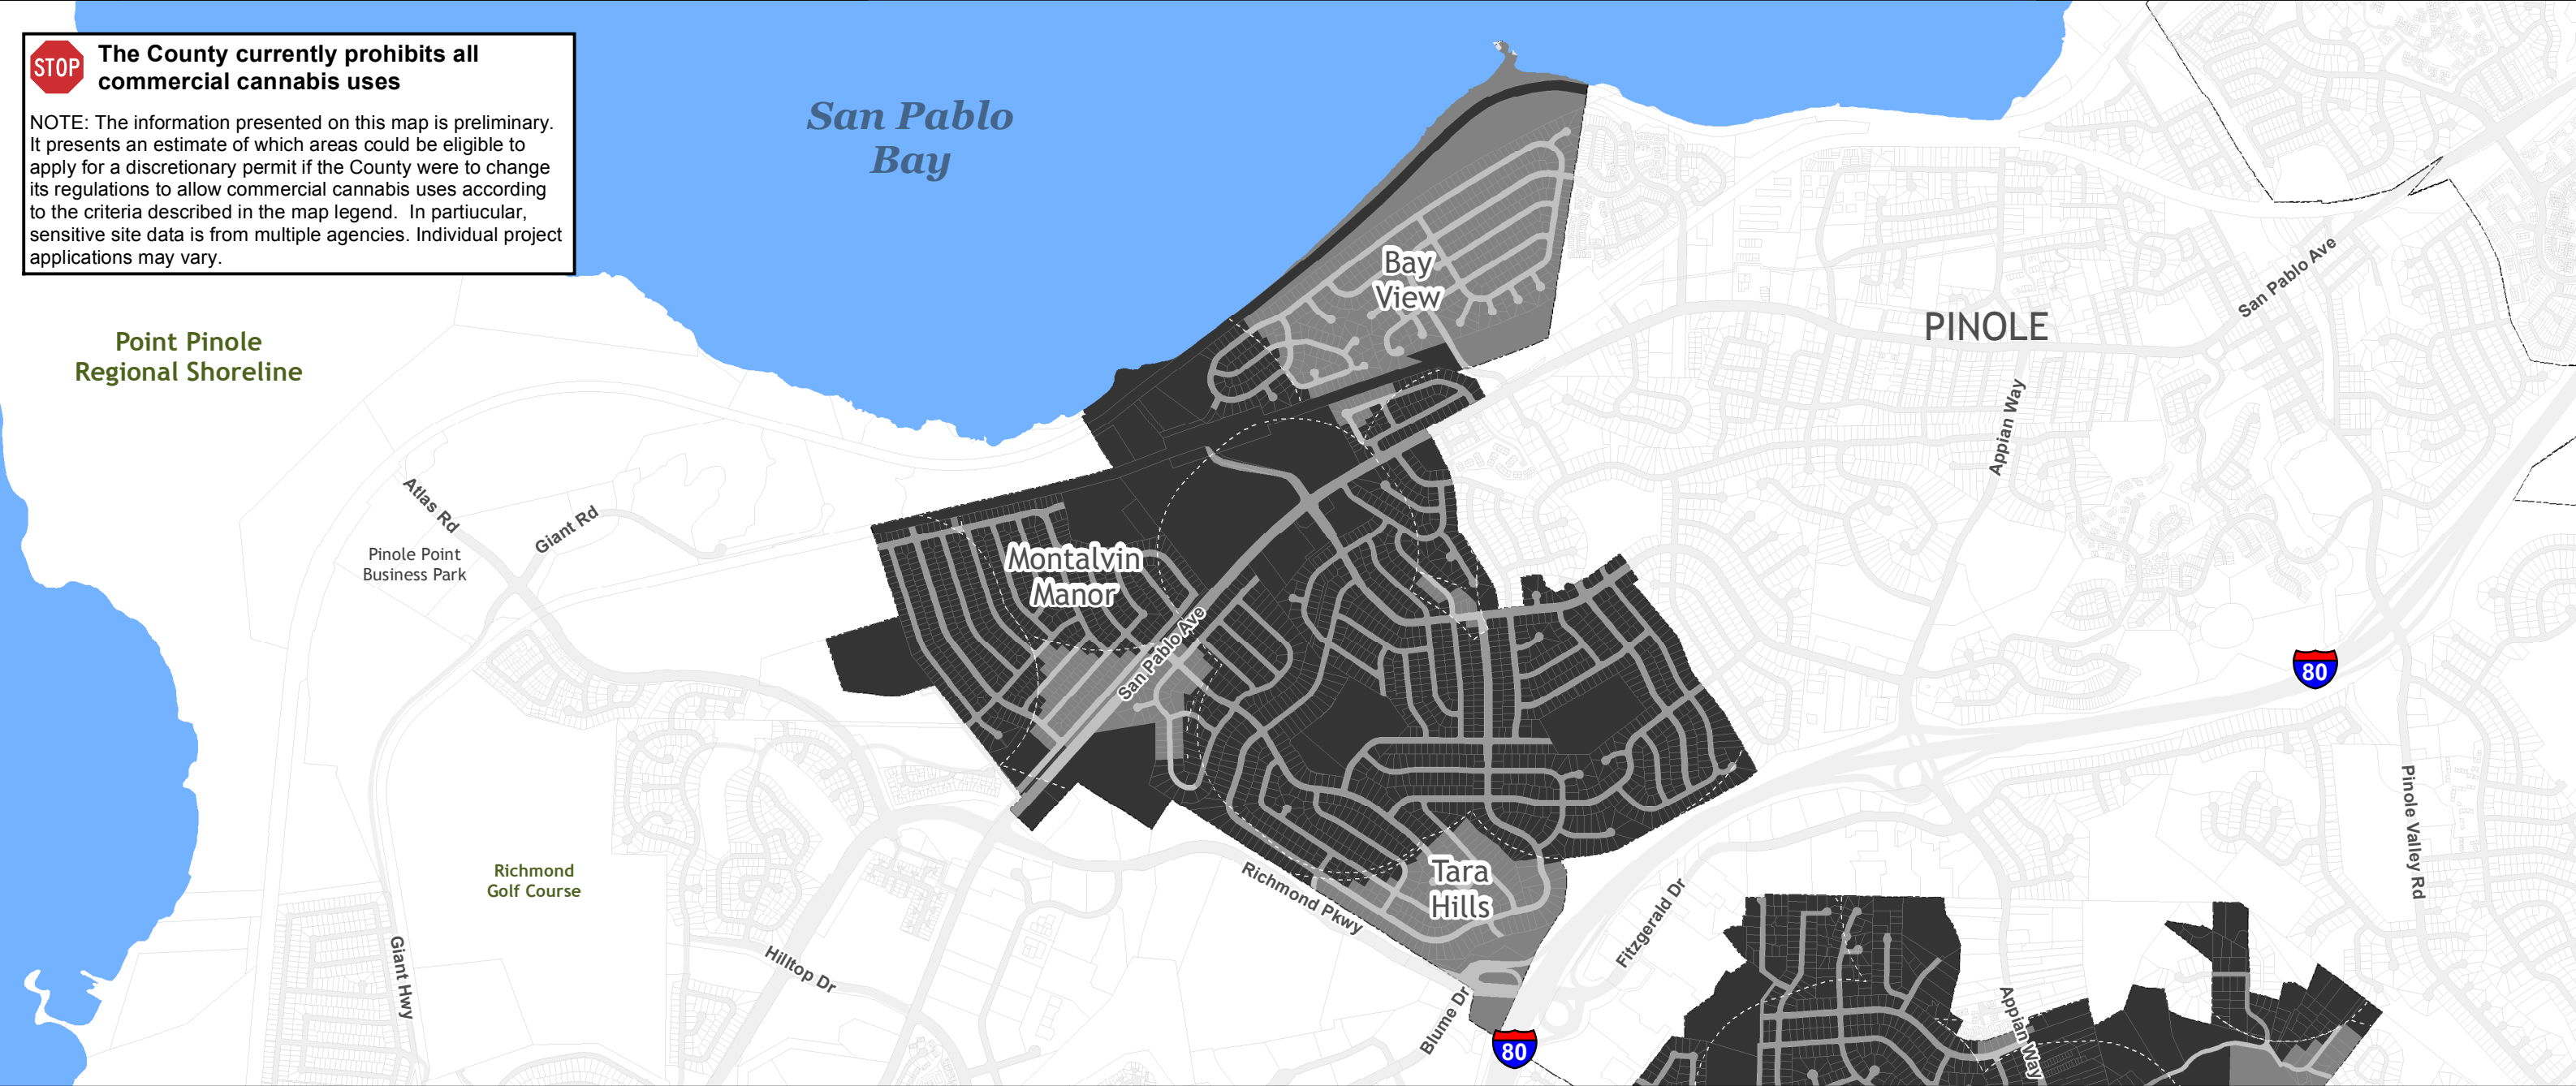 STOP
The County currently prohibits all
commercial cannabis uses
NOTE: The information presented on this map is preliminary.
It presents an estimate of which areas could be eligible to
apply for a discretionary permit if the County were to change
its regulations to allow commercial cannabis uses according
to the criteria described in the map legend.  In partiucular,
sensitive site data is from multiple agencies. Individual project
applications may vary.
San Pablo
Bay
Bay
View
PINOLE
San Pablo Ave
Point Pinole
Regional Shoreline
Appian Way
Atlas Rd
Giant Rd
Pinole Point
Business Park
Montalvin
Manor
San Pablo Ave
80
Pinole Valley Rd
Richmond
Golf Course
Tara
Hills
Richmond Pkwy
Fitzgerald Dr
Giant Hwy
Hilltop Dr
Blume Dr
80
Appian Way